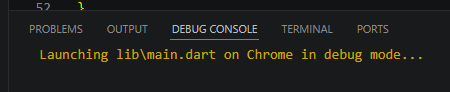 52 }
PROBLEMS OUTPUT DEBUG CONSOLE TERMINAL PORTS
Launching lib\main.dart on Chrome in debug mode...